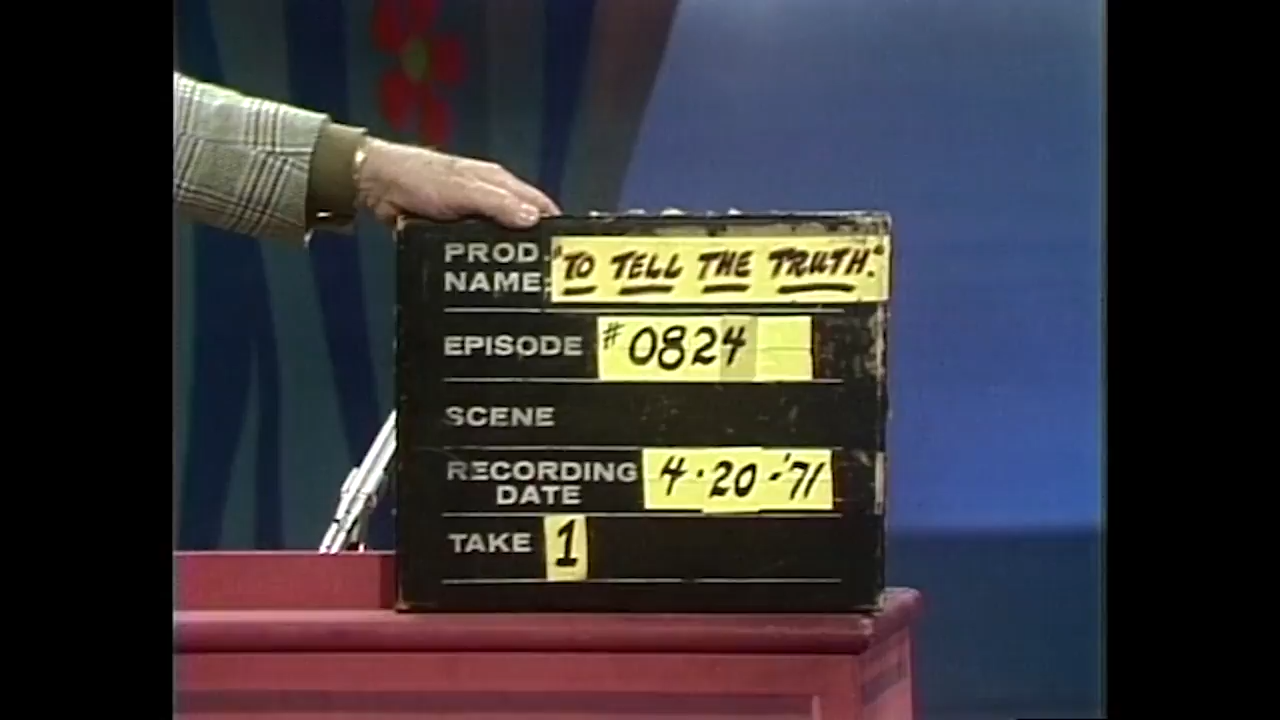 PROD. NAME: "TO TELL THE TRUTH."
EPISODE #0824
SCENE
RECORDING DATE 4·20-'71
TAKE 1